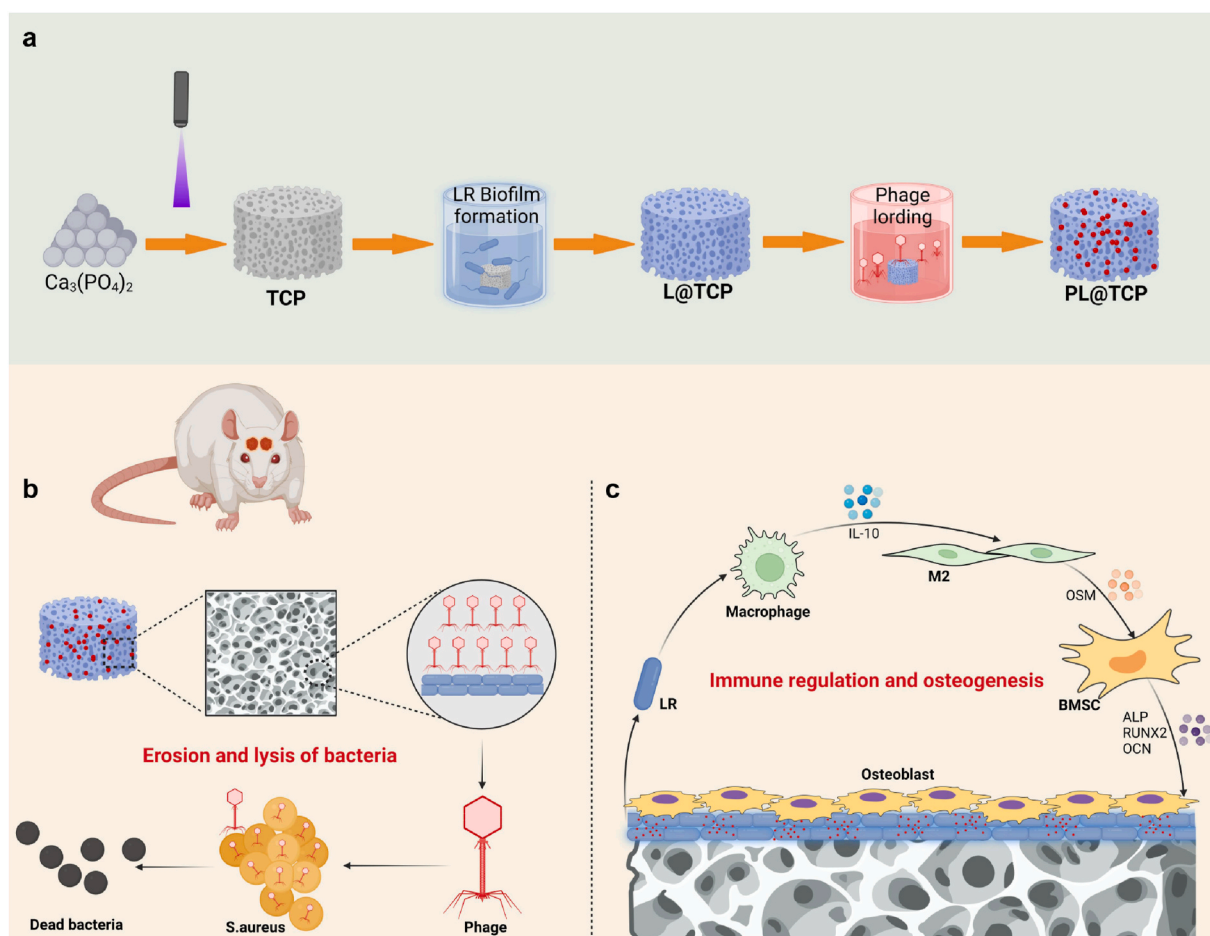 a
LR Biofilm
formation
Phage
lording
Ca₃(PO₄)₂
TCP
L@TCP
PL@TCP
b
Erosion and lysis of bacteria
Dead bacteria
S.aureus
Phage
c
IL-10
Macrophage
M2
OSM
LR
Immune regulation and osteogenesis
BMSC
ALP
RUNX2
OCN
Osteoblast